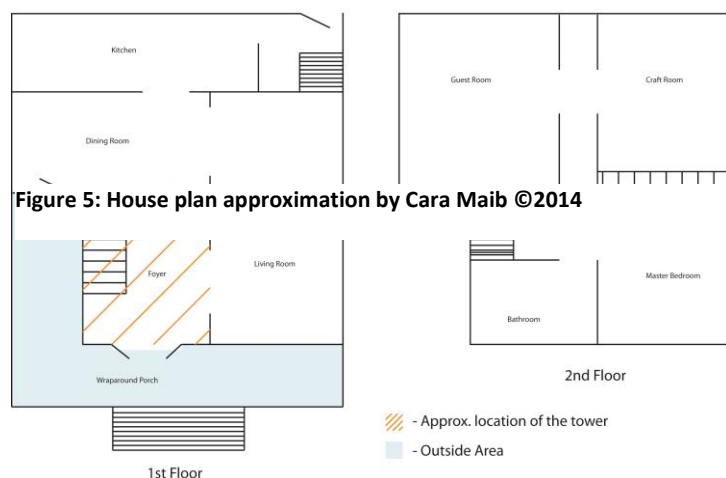 Kitchen
Guest Room
Craft Room
Dining Room
Figure 5: House plan approximation by Cara Maib ©2014
Foyer
Living Room
Master Bedroom
Bathroom
Wraparound Porch
2nd Floor
- Approx. location of the tower
- Outside Area
1st Floor